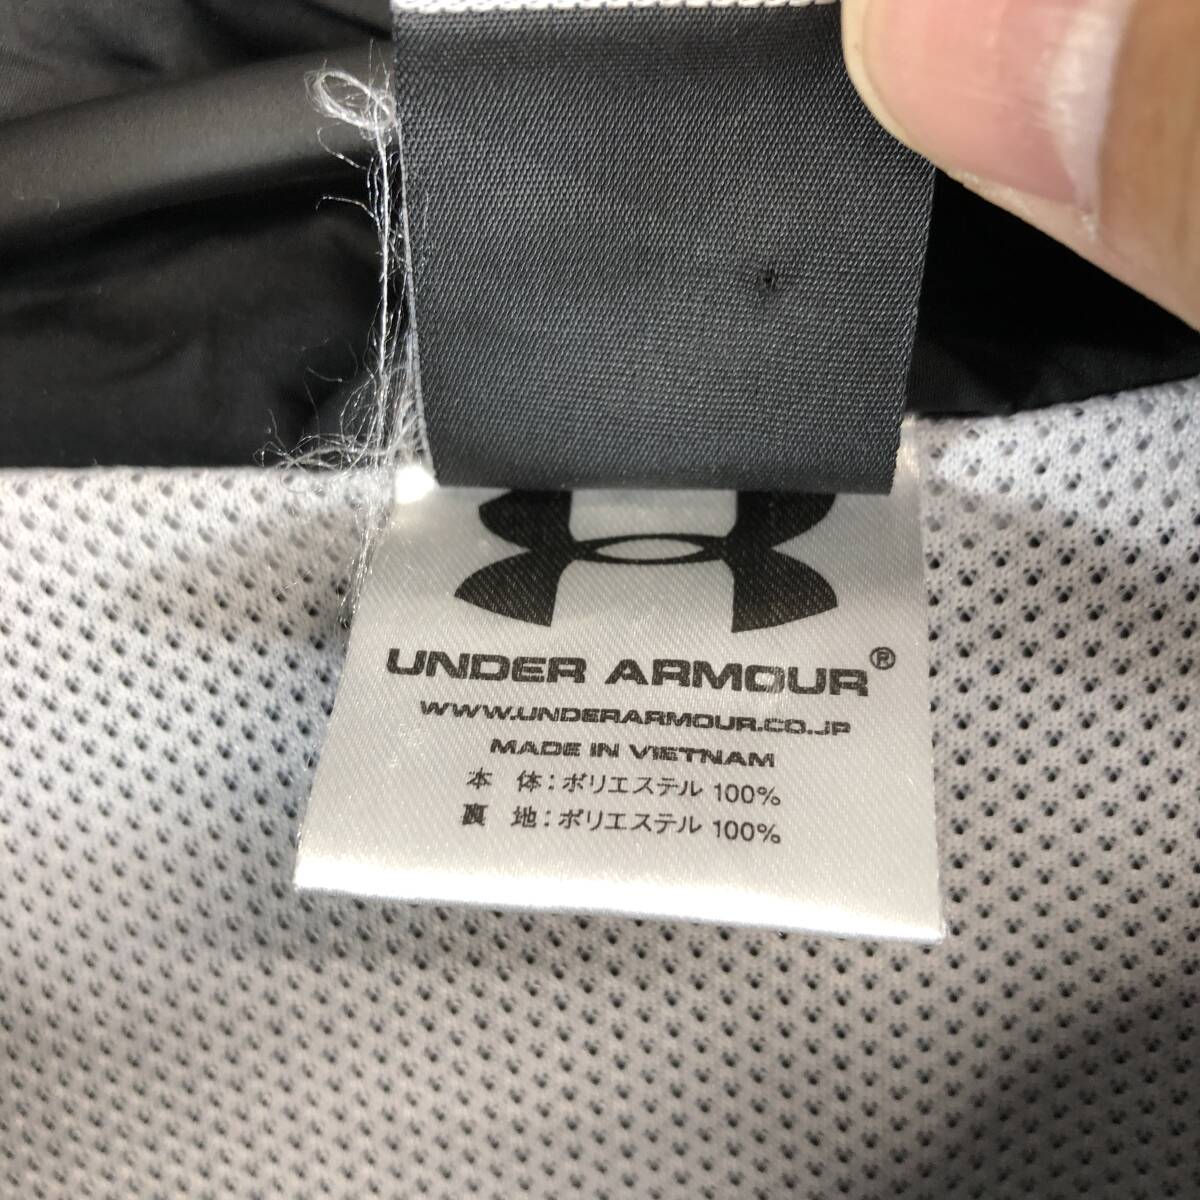 UNDER ARMOUR®
WWW.UNDERARMOUR.CO.JP
MADE IN VIETNAM
本 体：ポリエステル 100%
裏 地：ポリエステル 100%